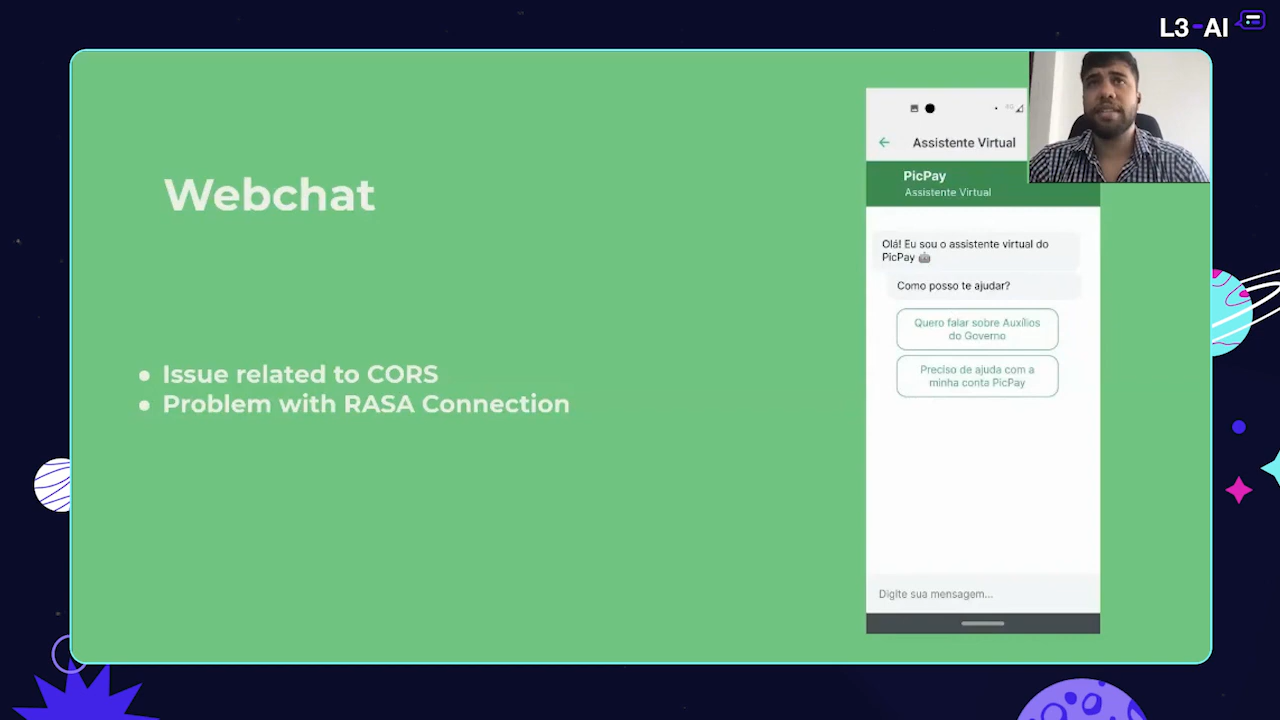 L3-AI
Webchat
• Issue related to CORS
• Problem with RASA Connection
Assistente Virtual
PicPay
Assistente Virtual
Olá! Eu sou o assistente virtual do
PicPay 🤖
Como posso te ajudar?
Quero falar sobre Auxílios
do Governo
Preciso de ajuda com a
minha conta PicPay
Digite sua mensagem...